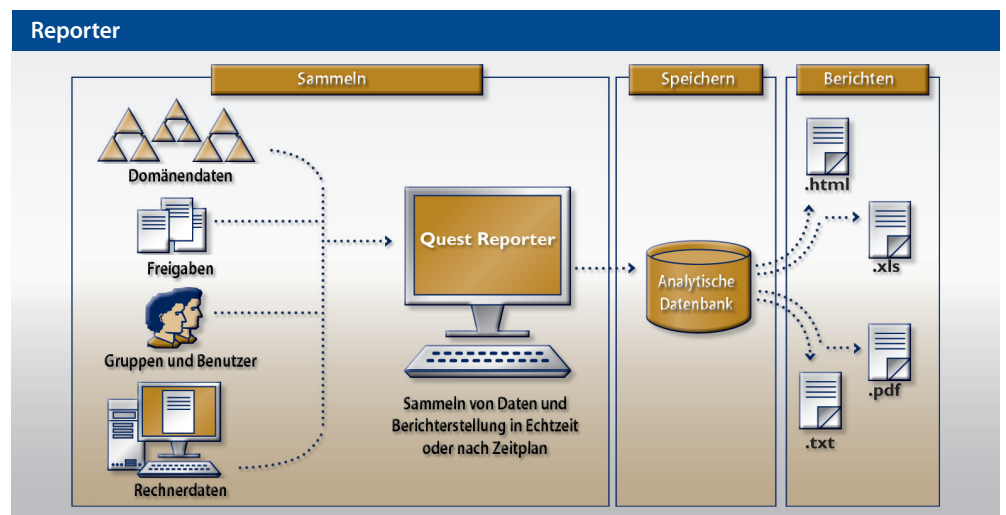 Reporter
Sammeln
Speichern
Berichten
Domänendaten
Freigaben
Gruppen und Benutzer
Rechnerdaten
Quest Reporter
Sammeln von Daten und
Berichterstellung in Echtzeit
oder nach Zeitplan
Analytische
Datenbank
.html
.xls
.pdf
.txt